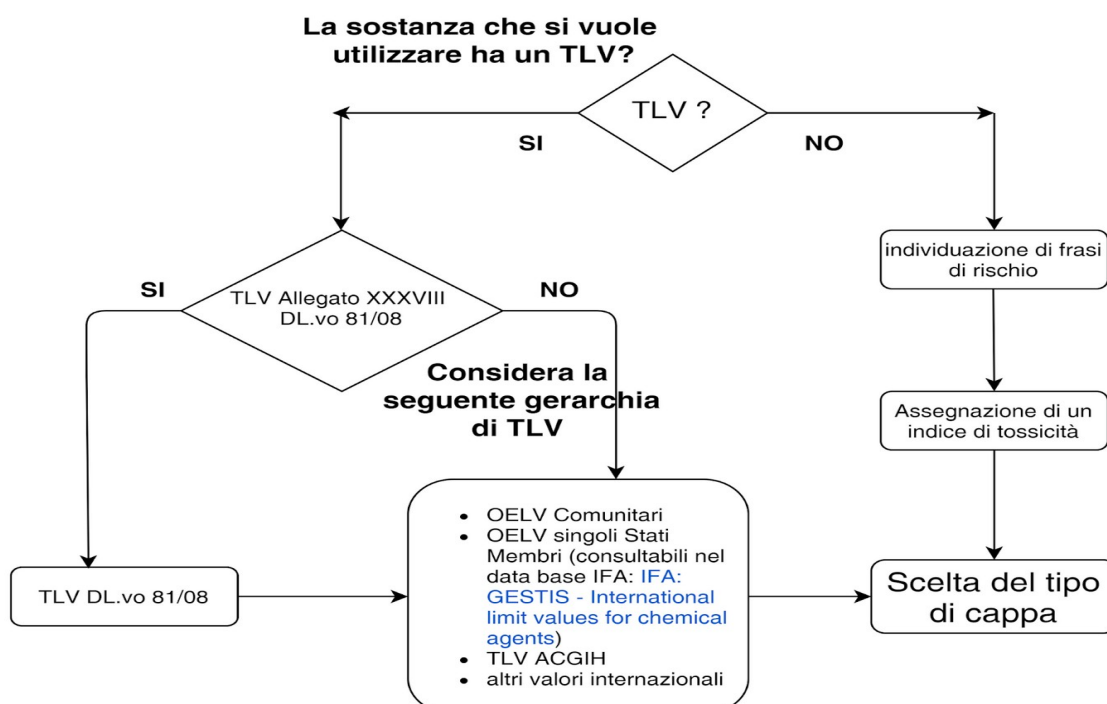 La sostanza che si vuole
utilizzare ha un TLV?
TLV ?
SI
NO
individuazione di frasi
di rischio
SI
TLV Allegato XXXVIII
DL.vo 81/08
NO
Considera la
seguente gerarchia
di TLV
Assegnazione di un
indice di tossicità
• OELV Comunitari
• OELV singoli Stati
Membri (consultabili nel
data base IFA: IFA:
GESTIS - International
limit values for chemical
agents)
• TLV ACGIH
• altri valori internazionali
TLV DL.vo 81/08
Scelta del tipo
di cappa